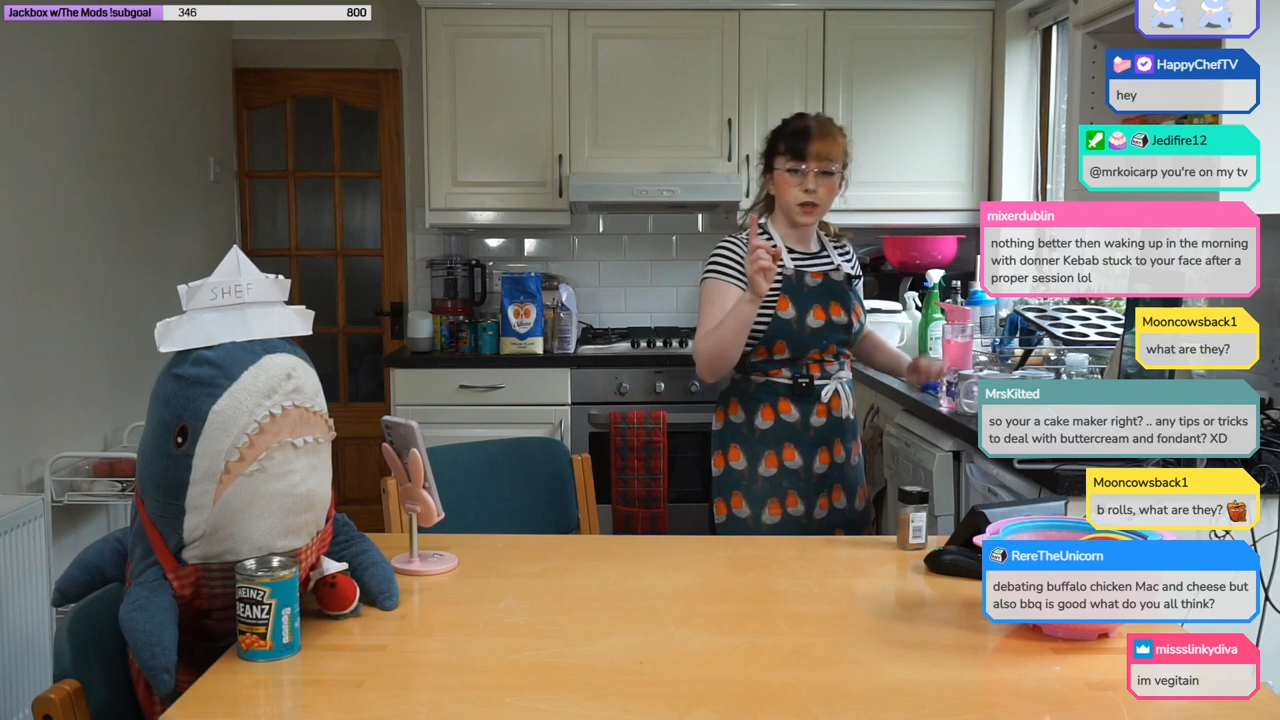 Jackbox w/The Mods !subgoal 346 800
HappyChefTV
hey
Jedifire12
@mrkoicarp you're on my tv
mixerdublin
nothing better then waking up in the morning
with donner Kebab stuck to your face after a
proper session lol
Mooncowsback1
what are they?
MrsKilted
so your a cake maker right? .. any tips or tricks
to deal with buttercream and fondant? XD
Mooncowsback1
b rolls, what are they?
RereTheUnicorn
debating buffalo chicken Mac and cheese but
also bbq is good what do you all think?
missslinkydiva
im vegitain
SHEF
HEINZ
BEANZ